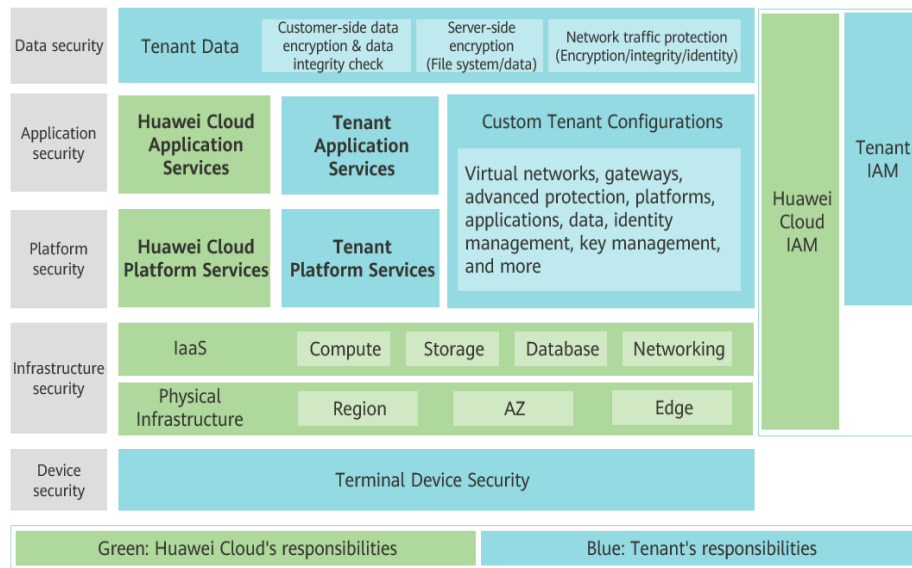 Data security
Tenant Data
Customer-side data
encryption & data
integrity check
Server-side
encryption
(File system/data)
Network traffic protection
(Encryption/integrity/identity)
Application
security
Huawei Cloud
Application
Services
Tenant
Application
Services
Custom Tenant Configurations
Virtual networks, gateways,
advanced protection, platforms,
applications, data, identity
management, key management,
and more
Platform
security
Huawei Cloud
Platform Services
Tenant
Platform Services
Huawei
Cloud
IAM
Tenant
IAM
Infrastructure
security
IaaS
Compute
Storage
Database
Networking
Physical
Infrastructure
Region
AZ
Edge
Device
security
Terminal Device Security
Green: Huawei Cloud's responsibilities
Blue: Tenant's responsibilities